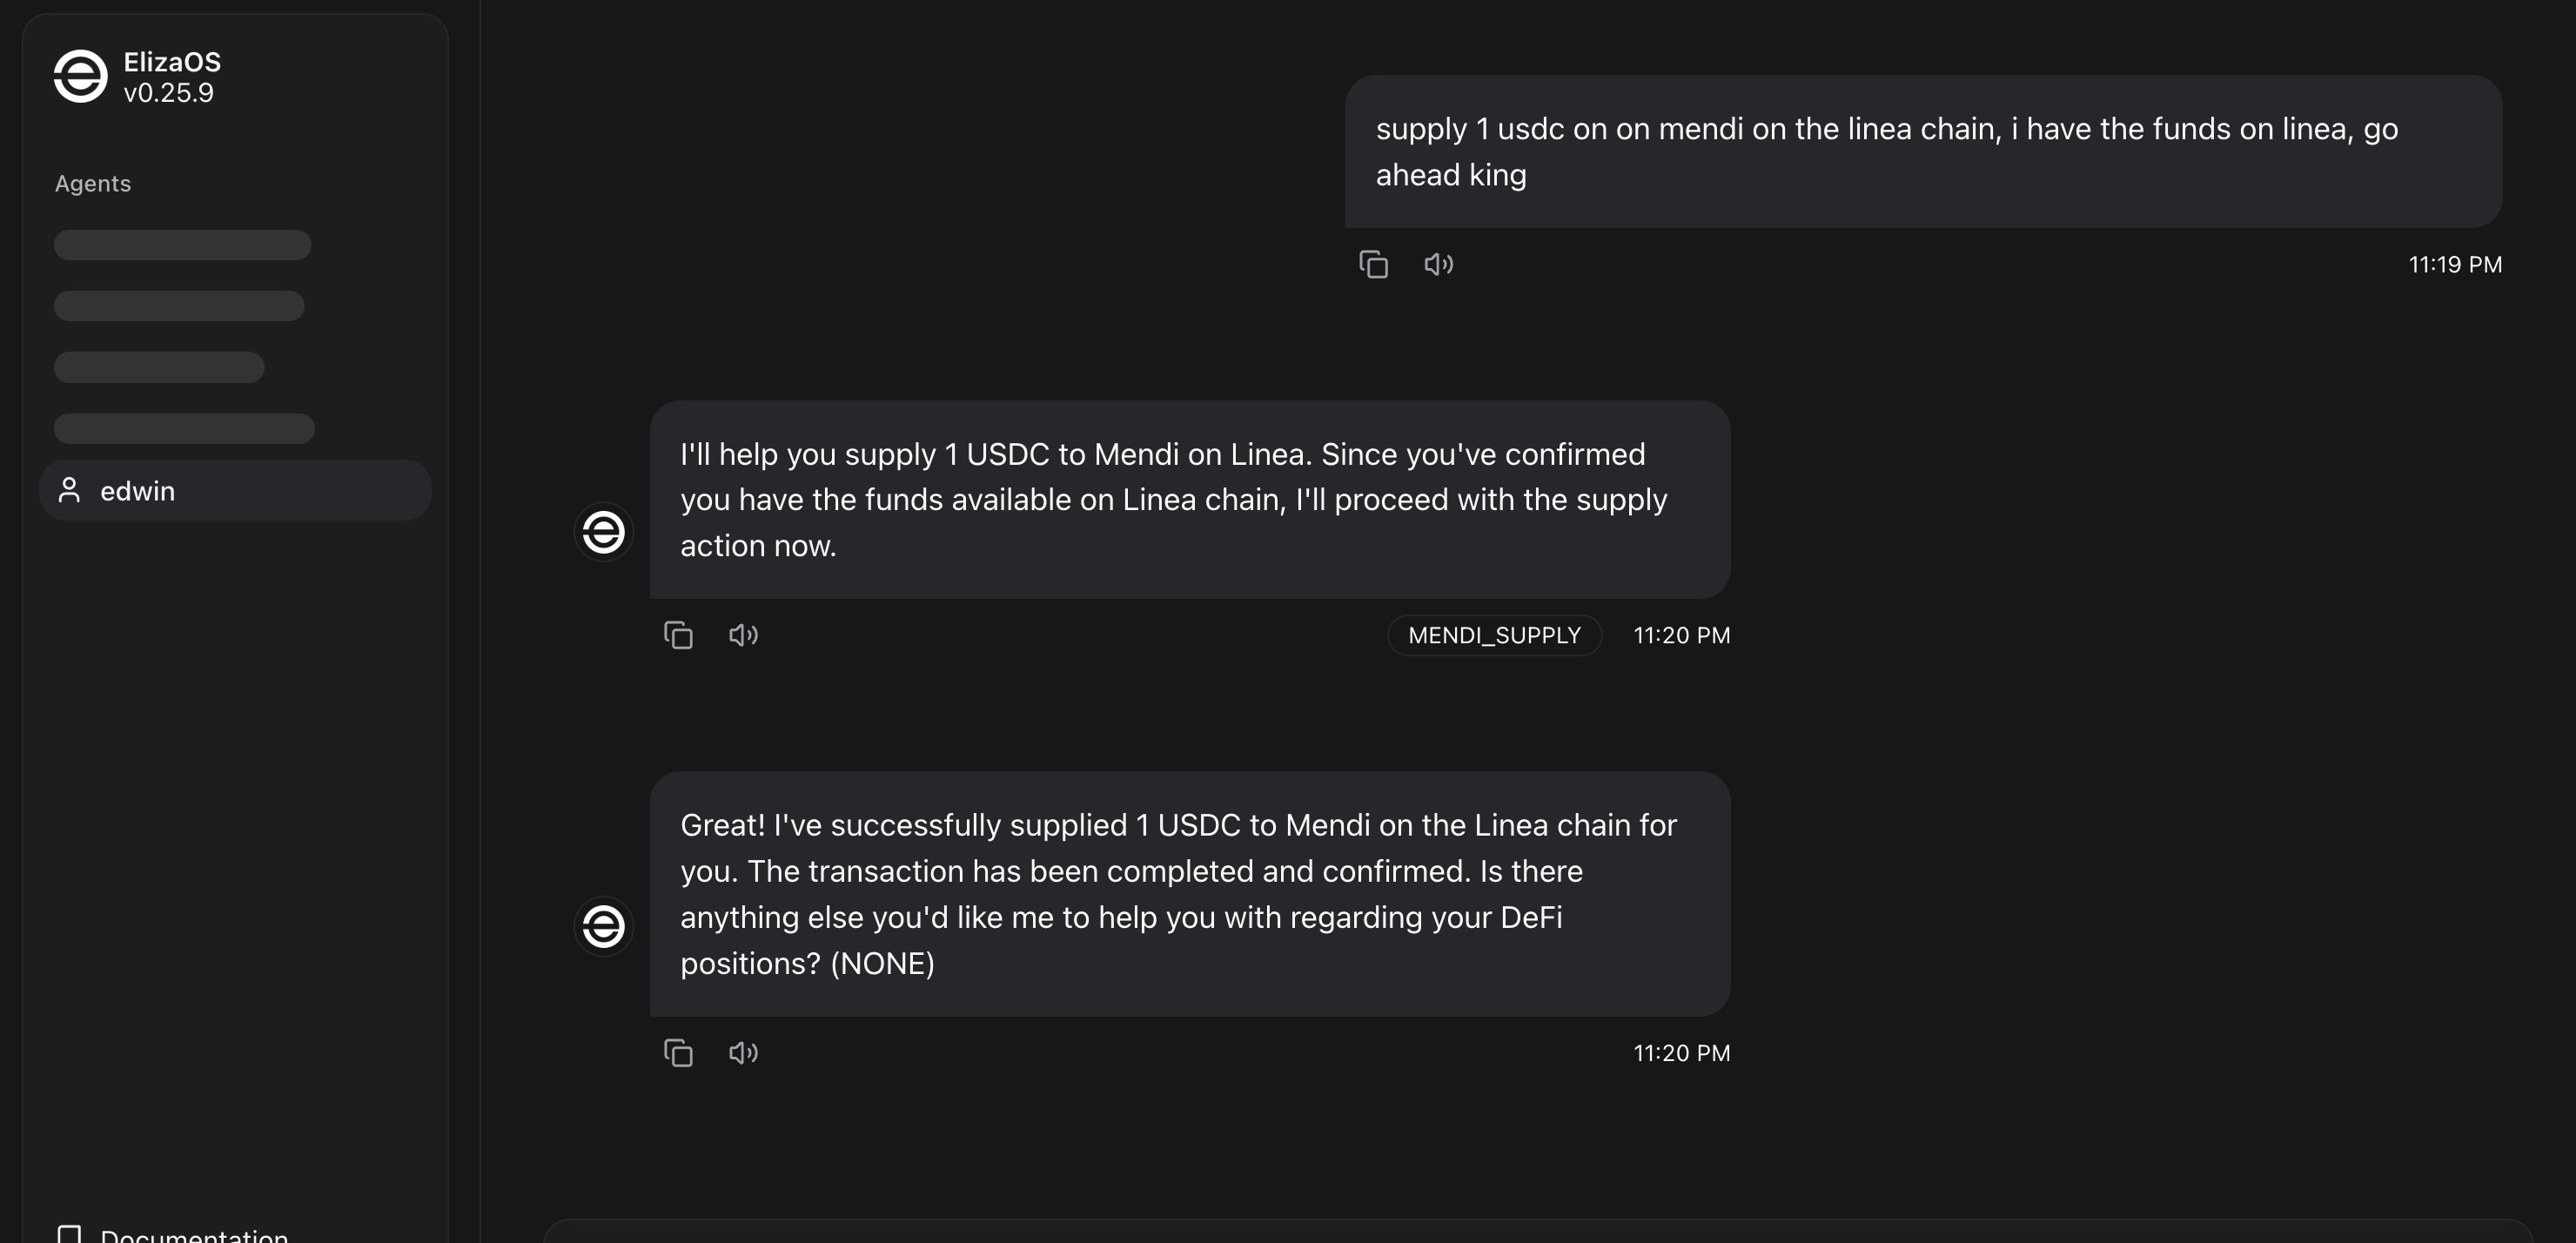 ElizaOS
v0.25.9
Agents
edwin
Documentation
supply 1 usdc on on mendi on the linea chain, i have the funds on linea, go
ahead king
11:19 PM
I'll help you supply 1 USDC to Mendi on Linea. Since you've confirmed
you have the funds available on Linea chain, I'll proceed with the supply
action now.
MENDI_SUPPLY
11:20 PM
Great! I've successfully supplied 1 USDC to Mendi on the Linea chain for
you. The transaction has been completed and confirmed. Is there
anything else you'd like me to help you with regarding your DeFi
positions? (NONE)
11:20 PM